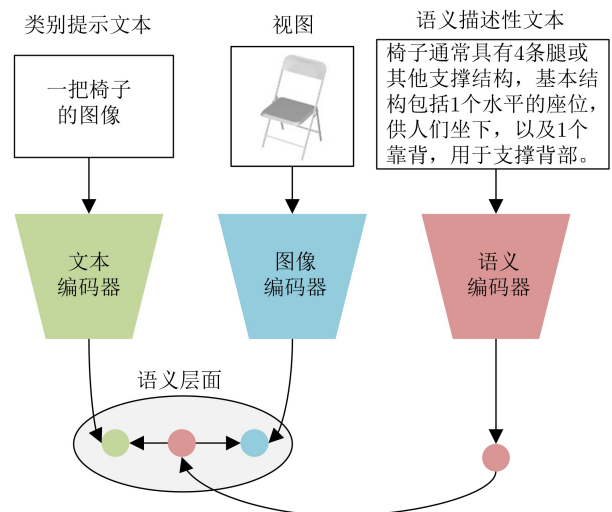 类别提示文本
视图
语义描述性文本
一把椅子
的图像
椅子通常具有4条腿或
其他支撑结构，基本结
构包括1个水平的座位，
供人们坐下，以及1个
靠背，用于支撑背部。
文本
编码器
图像
编码器
语义
编码器
语义层面